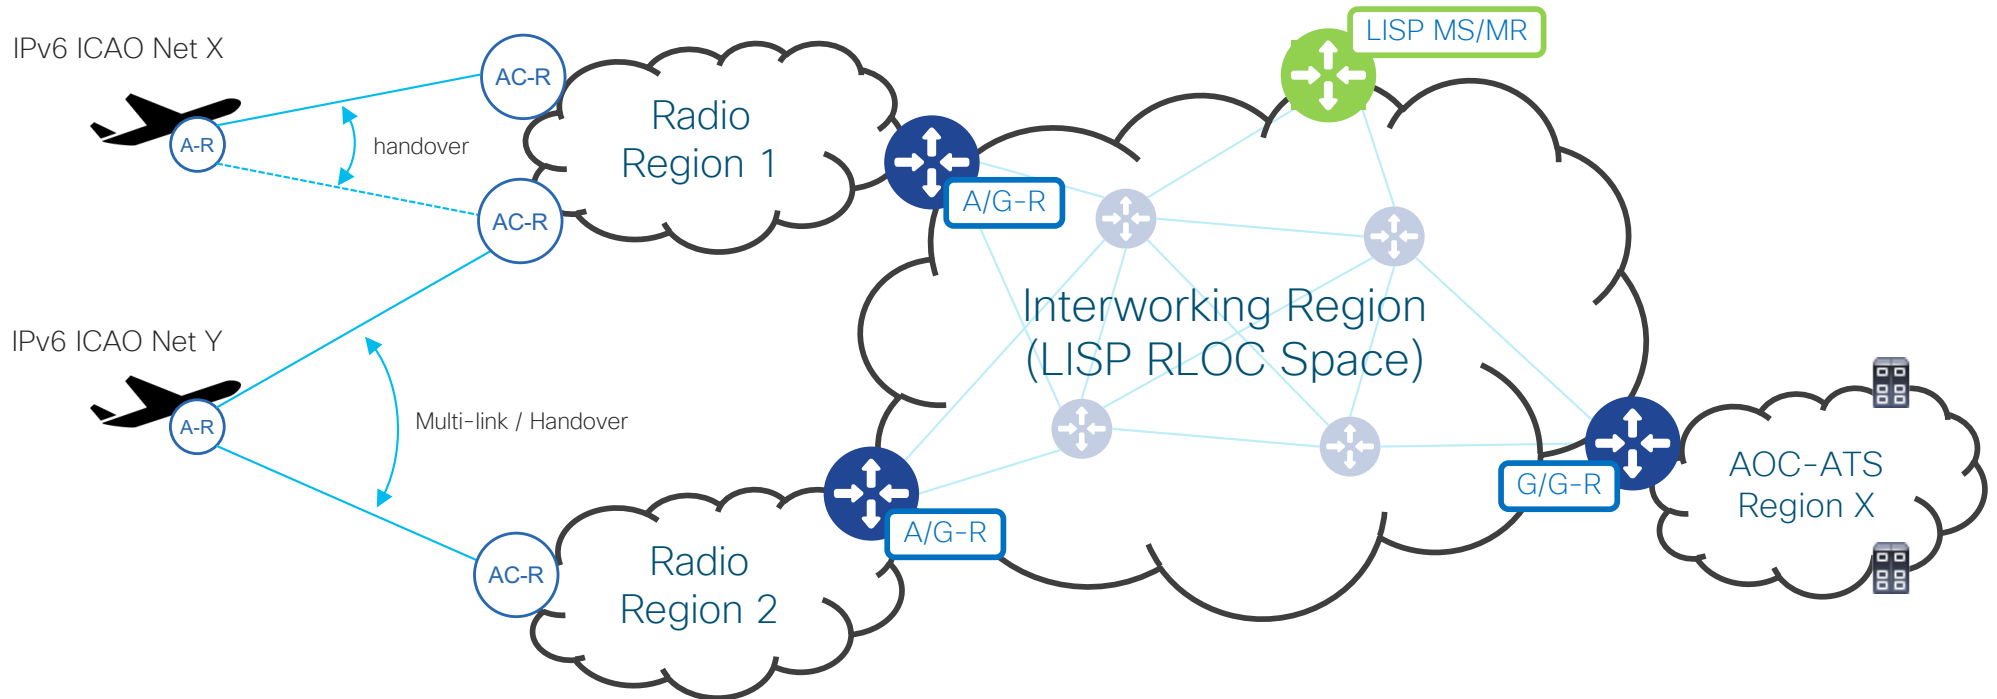 LISP MS/MR
IPv6 ICAO Net X
AC-R
Radio
Region 1
A-R
handover
A/G-R
AC-R
Interworking Region
(LISP RLOC Space)
IPv6 ICAO Net Y
A-R
Multi-link / Handover
AOC-ATS
Region X
G/G-R
A/G-R
AC-R
Radio
Region 2